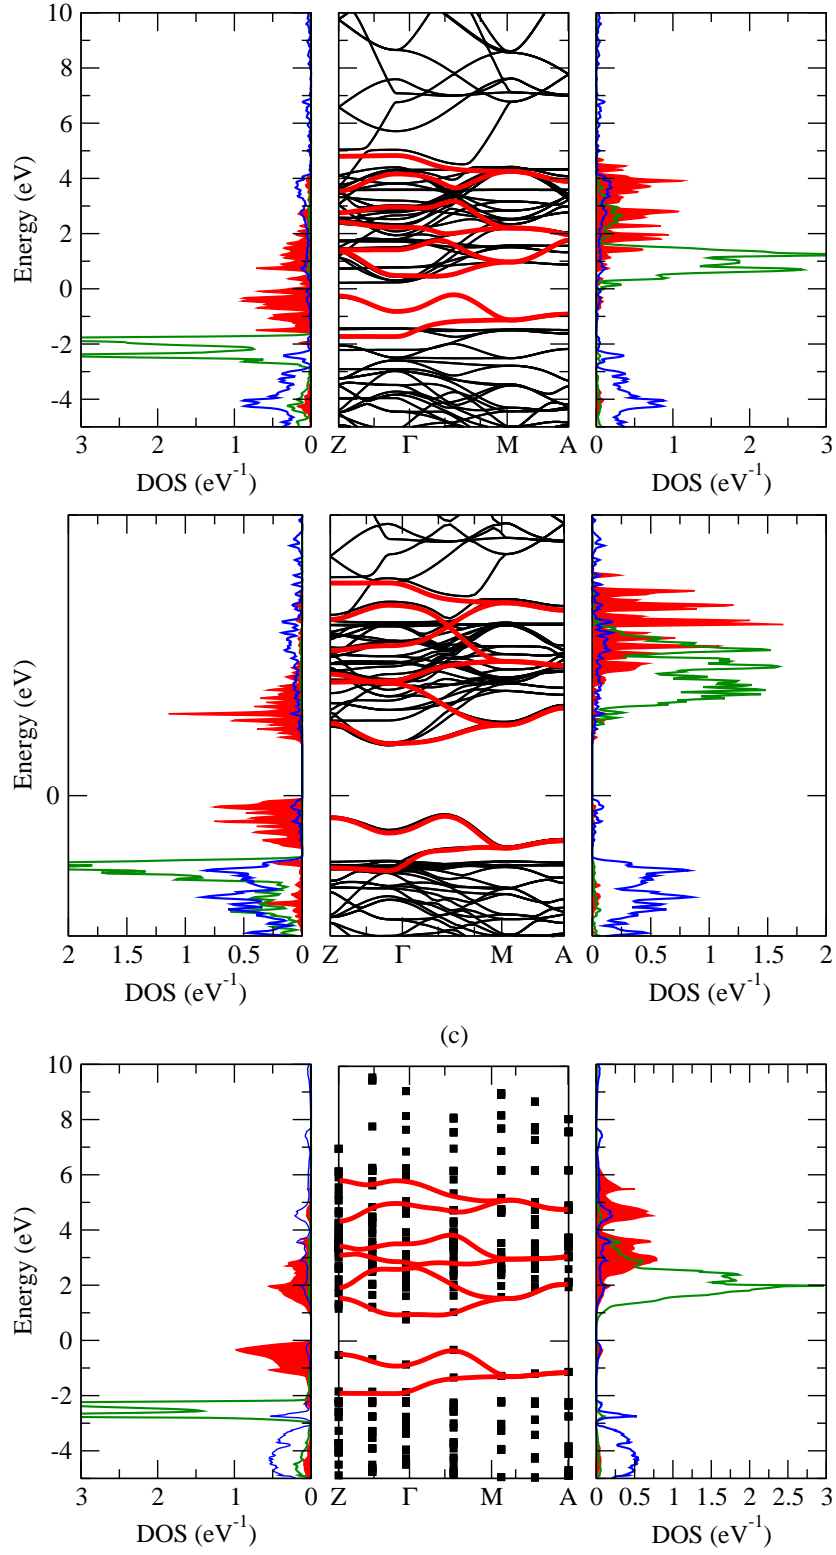 10
8
6
4
2
0
-2
-4
Energy (eV)
3 2 1 0 Z Γ M A 0 1 2 3
DOS (eV⁻¹) DOS (eV⁻¹)
0
Energy (eV)
2 1.5 1 0.5 0 Z Γ M A 0 0.5 1 1.5 2
DOS (eV⁻¹) DOS (eV⁻¹)
(c)
10
8
6
4
2
0
-2
-4
Energy (eV)
3 2 1 0 Z Γ M A 0 0.5 1 1.5 2 2.5 3
DOS (eV⁻¹) DOS (eV⁻¹)